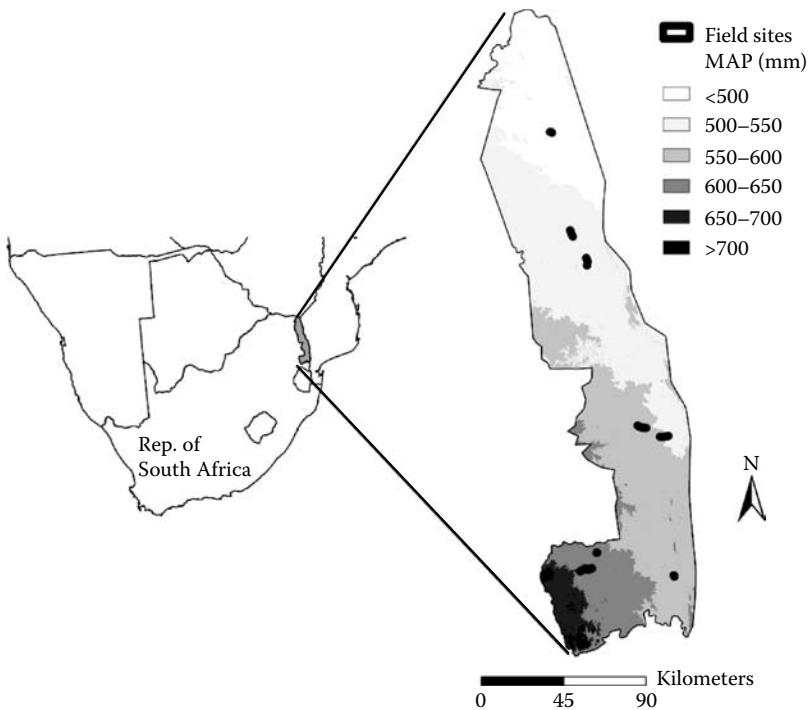 Field sites
MAP (mm)
<500
500–550
550–600
600–650
650–700
>700
Rep. of
South Africa
N
Kilometers
0 45 90